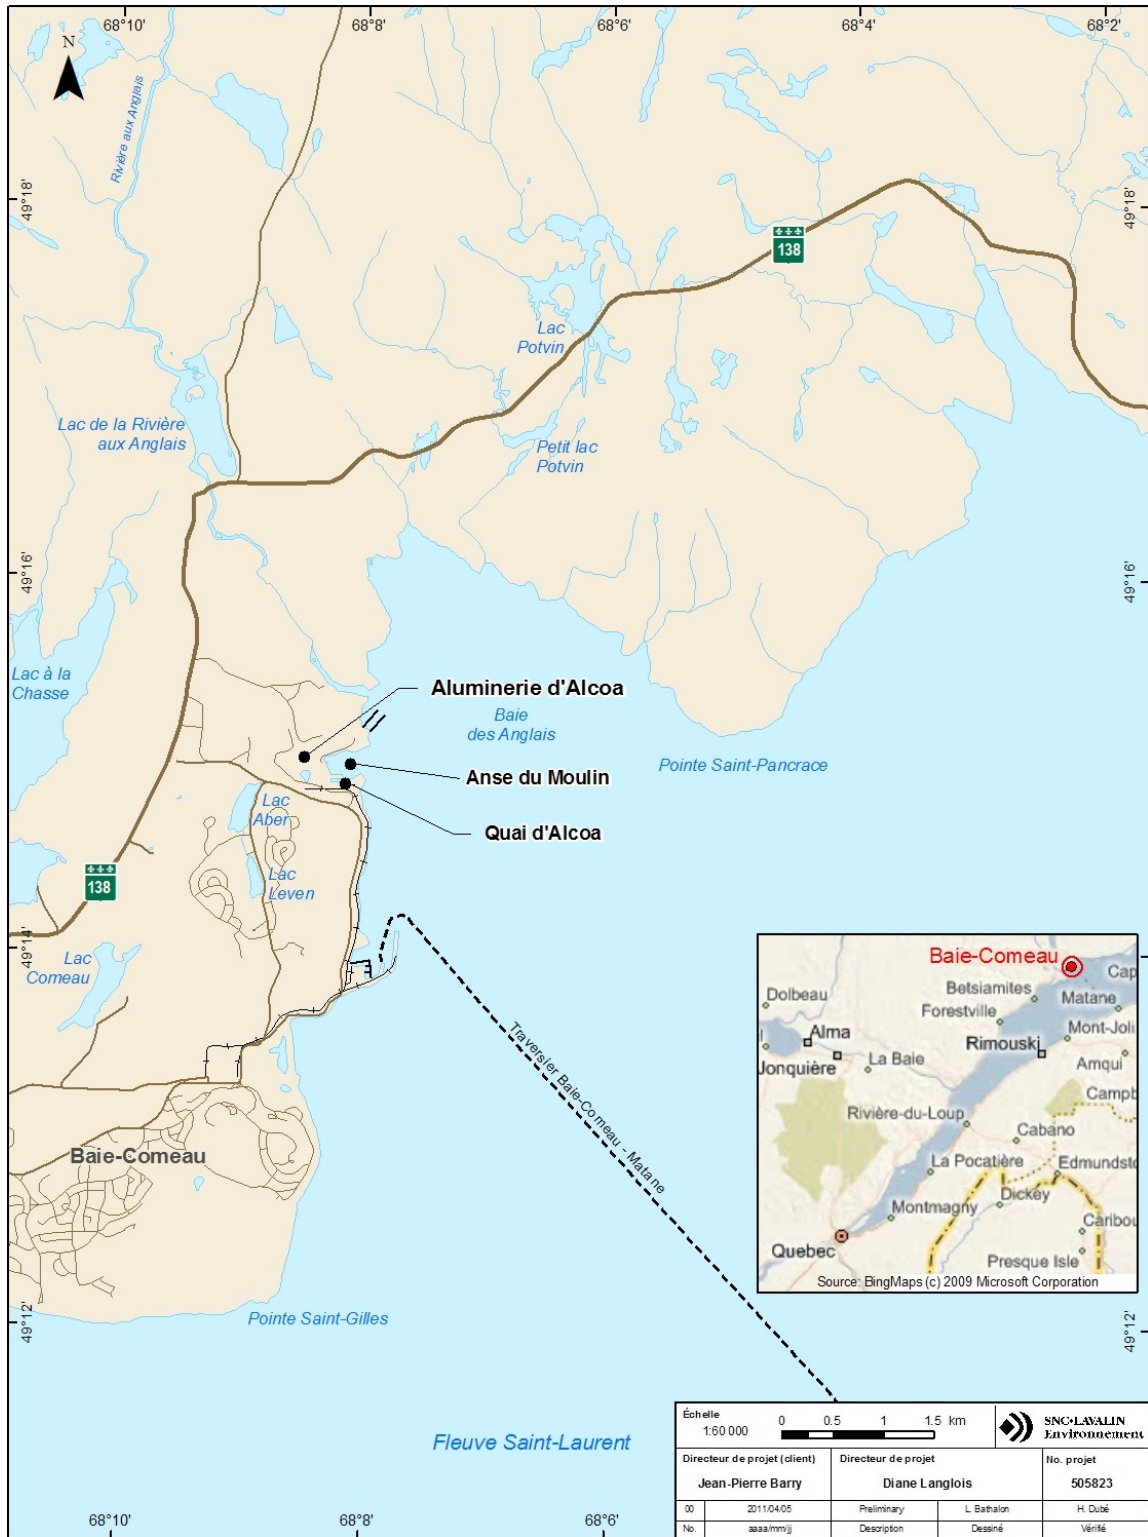 68°10'
68°8'
68°6'
68°4'
68°2'
N
Rivière aux Anglais
49°18'
49°18'
138
Lac
Potvin
Lac de la Rivière
aux Anglais
Petit lac
Potvin
49°16'
49°16'
Lac à la
Chasse
Aluminerie d'Alcoa
Baie
des Anglais
Pointe Saint-Pancrace
Anse du Moulin
Lac
Aber
Quai d'Alcoa
138
Lac
Leven
49°14'
Lac
Comeau
Traversier Baie-Comeau - Matane
Baie-Comeau
Baie-Comeau
Cap
Betsiamites
Dolbeau
Matane
Forestville
Alma
Mont-Joli
Rimouski
l
Jonquière
La Baie
Amqui
Campb
Rivière-du-Loup
Cabano
La Pocatière
Edmundsto
Dickey
Montmagny
Caribou
Quebec
Presque Isle
Source: BingMaps (c) 2009 Microsoft Corporation
Pointe Saint-Gilles
49°12'
49°12'
Fleuve Saint-Laurent
Échelle
1:60 000
0 0.5 1 1.5 km
SNC•LAVALIN
Environnement
Directeur de projet (client)
Directeur de projet
No. projet
Jean-Pierre Barry
Diane Langlois
505823
00 2011/04/05 Preliminary L. Bathalon H. Dubé
No. aaaa/mm/jj Description Dessiné Vérifié
68°10'
68°8'
68°6'